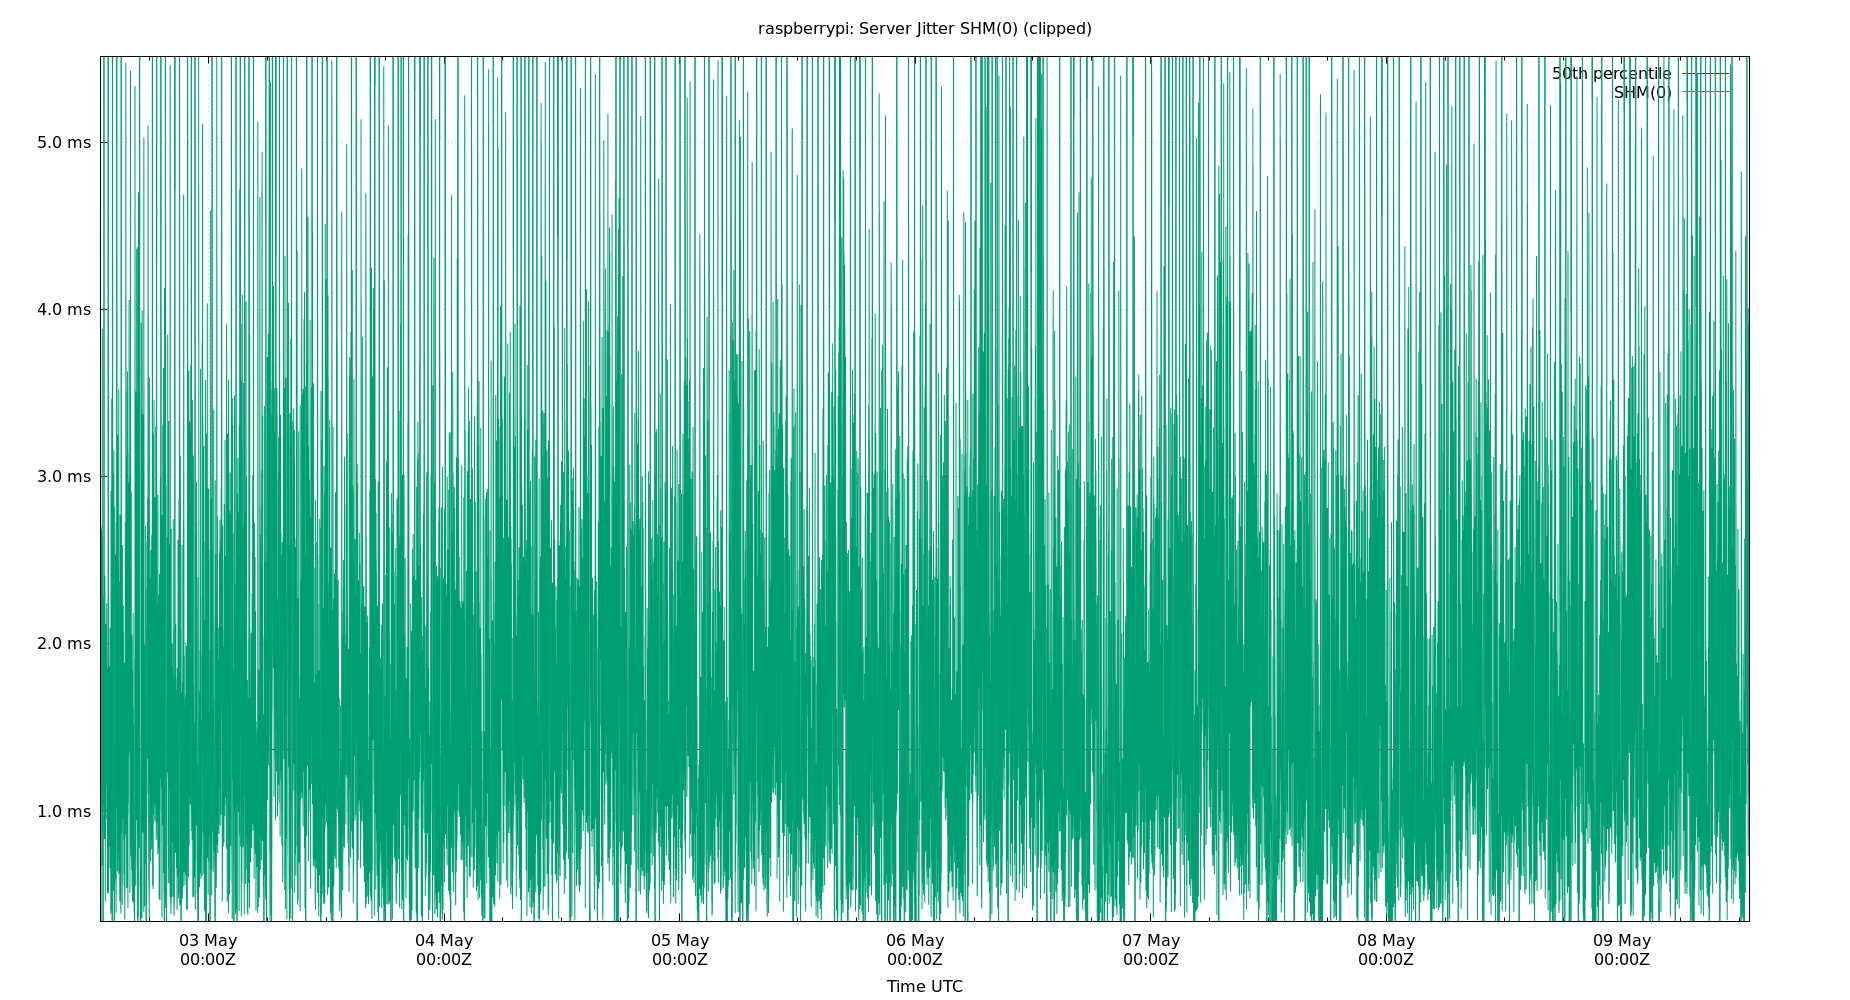 raspberrypi: Server Jitter SHM(0) (clipped)
50th percentile
SHM(0)
5.0 ms
4.0 ms
3.0 ms
2.0 ms
1.0 ms
03 May 04 May 05 May 06 May 07 May 08 May 09 May
00:00Z 00:00Z 00:00Z 00:00Z 00:00Z 00:00Z 00:00Z
Time UTC